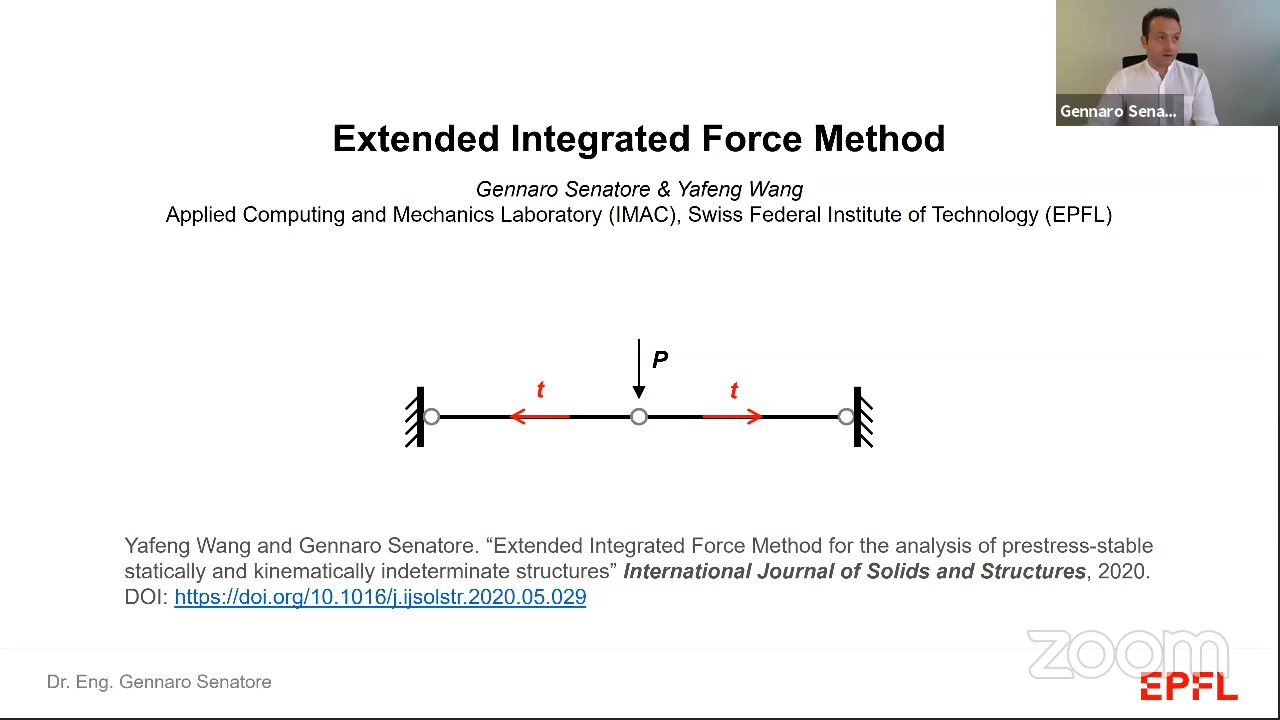 Gennaro Sena...
Extended Integrated Force Method
Gennaro Senatore & Yafeng Wang
Applied Computing and Mechanics Laboratory (IMAC), Swiss Federal Institute of Technology (EPFL)
P
t t
Yafeng Wang and Gennaro Senatore. “Extended Integrated Force Method for the analysis of prestress-stable
statically and kinematically indeterminate structures” International Journal of Solids and Structures, 2020.
DOI: https://doi.org/10.1016/j.ijsolstr.2020.05.029
zoom
Dr. Eng. Gennaro Senatore
EPFL